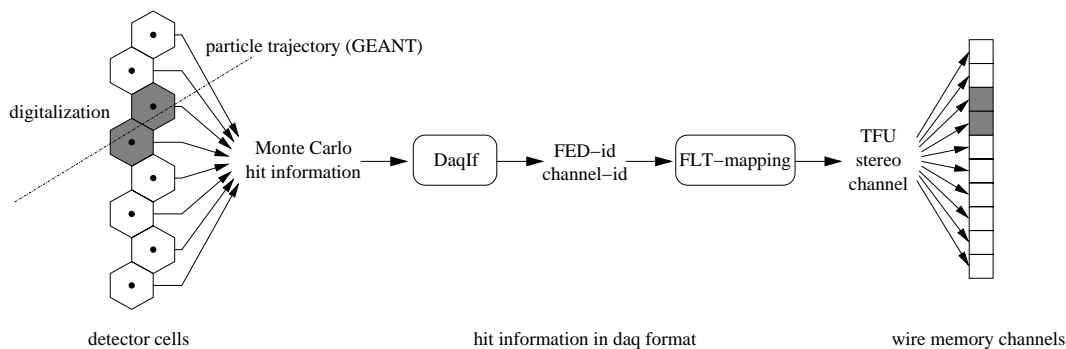 particle trajectory (GEANT)
digitalization
Monte Carlo
hit information
DaqIf
FED−id
channel−id
FLT−mapping
TFU
stereo
channel
detector cells
hit information in daq format
wire memory channels